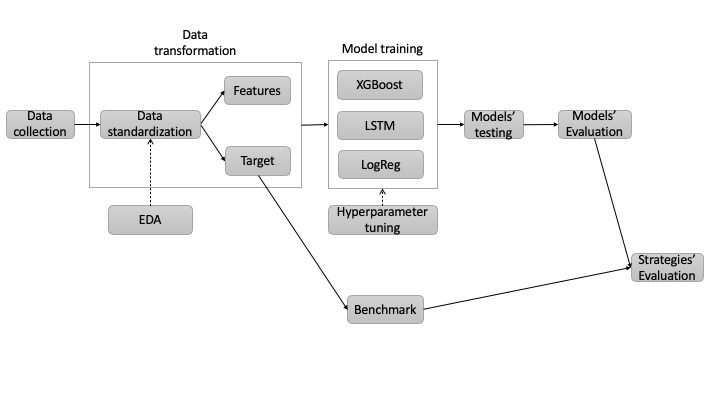 Data
transformation
Model training
Data
collection
Data
standardization
Features
Target
EDA
XGBoost
LSTM
LogReg
Hyperparameter
tuning
Models’
testing
Models’
Evaluation
Benchmark
Strategies’
Evaluation